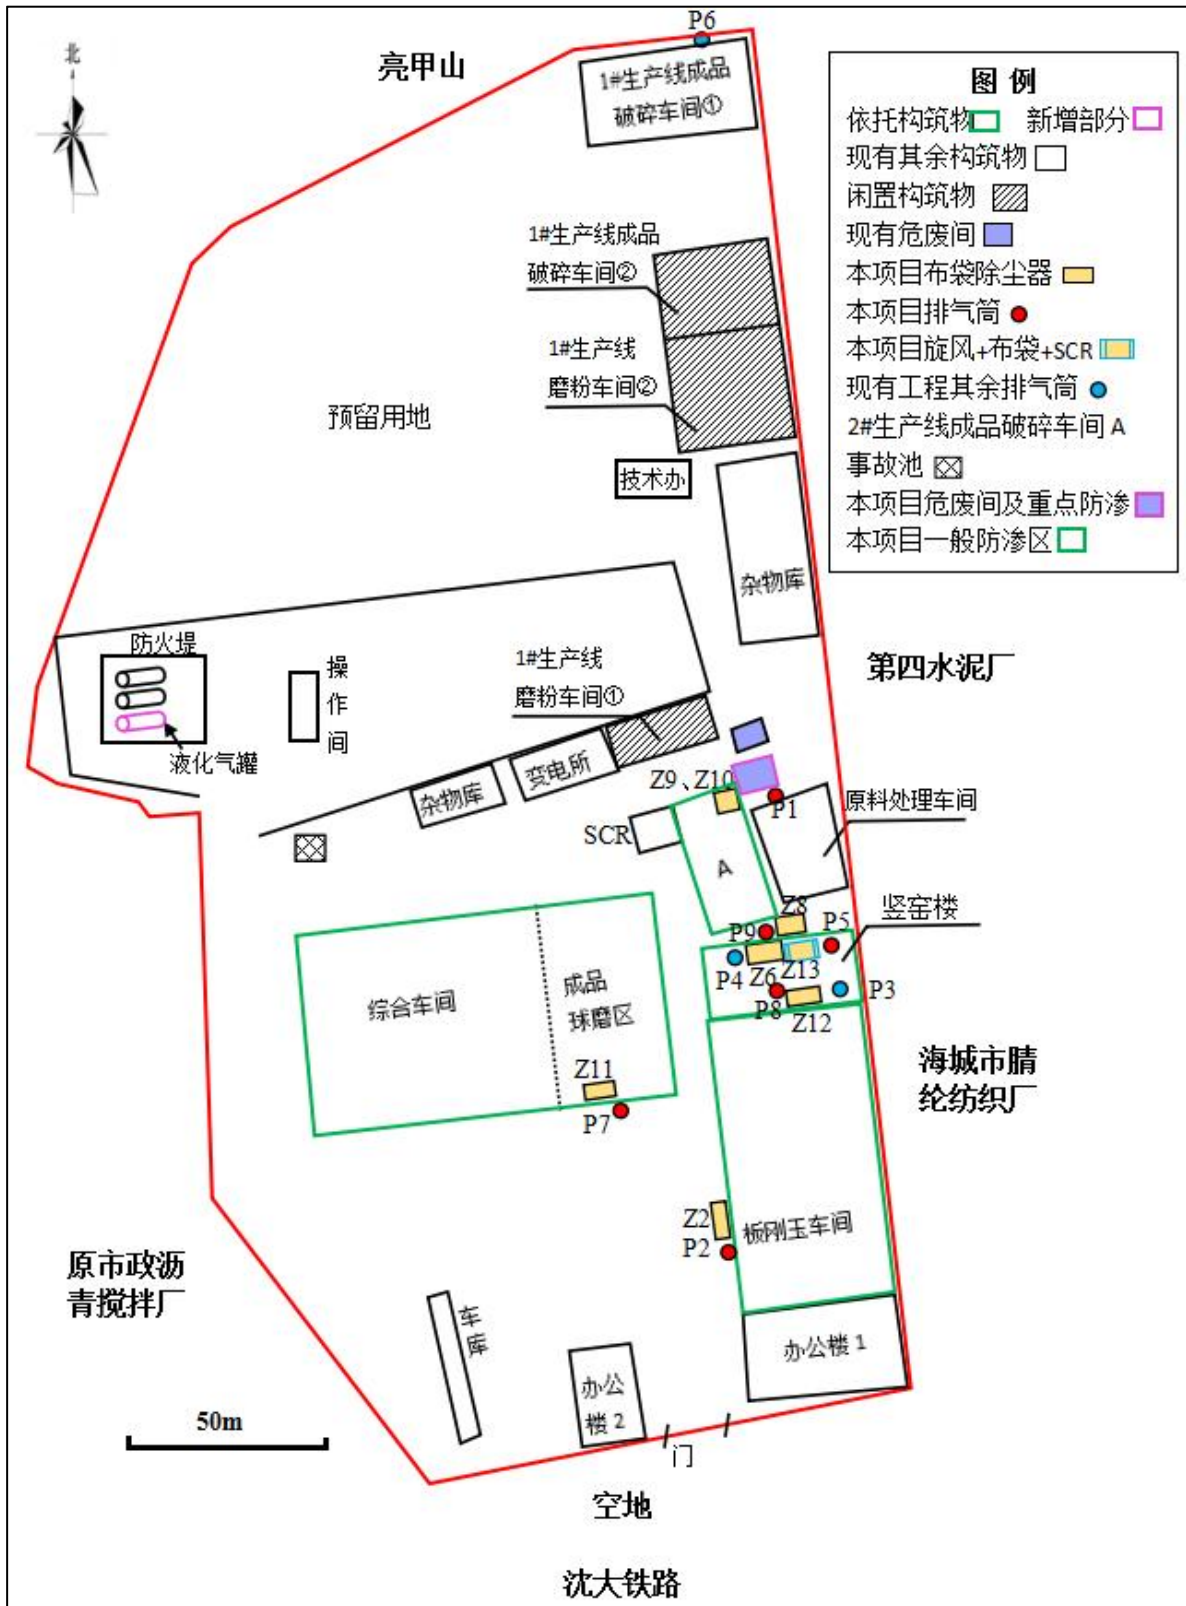 P6
北
亮甲山
1#生产线成品
破碎车间①
图 例
依托构筑物 新增部分
现有其余构筑物
闲置构筑物
现有危废间
本项目布袋除尘器
本项目排气筒
本项目旋风+布袋+SCR
现有工程其余排气筒
2#生产线成品破碎车间 A
事故池
本项目危废间及重点防渗
本项目一般防渗区
1#生产线成品
破碎车间②
1#生产线
磨粉车间②
预留用地
技术办
杂物库
防火堤
操
作
间
液化气罐
1#生产线
磨粉车间①
第四水泥厂
变电所
杂物库
Z9、Z10
P1
原料处理车间
SCR
A
Z8
竖窑楼
P9
P5
P4
Z6
Z13
P8
P3
Z12
综合车间
成品
球磨区
Z11
P7
海城市腈
纶纺织厂
Z2
P2
板刚玉车间
原市政沥
青搅拌厂
车
库
办公楼 1
办公
楼 2
50m
门
空地
沈大铁路